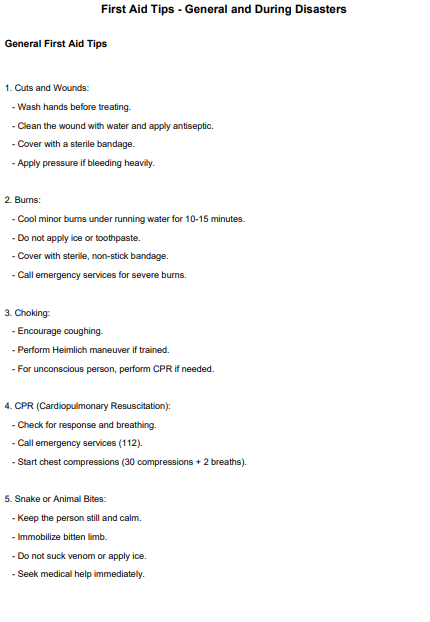 First Aid Tips - General and During Disasters
General First Aid Tips
1. Cuts and Wounds:
- Wash hands before treating.
- Clean the wound with water and apply antiseptic.
- Cover with a sterile bandage.
- Apply pressure if bleeding heavily.
2. Burns:
- Cool minor burns under running water for 10-15 minutes.
- Do not apply ice or toothpaste.
- Cover with sterile, non-stick bandage.
- Call emergency services for severe burns.
3. Choking:
- Encourage coughing.
- Perform Heimlich maneuver if trained.
- For unconscious person, perform CPR if needed.
4. CPR (Cardiopulmonary Resuscitation):
- Check for response and breathing.
- Call emergency services (112).
- Start chest compressions (30 compressions + 2 breaths).
5. Snake or Animal Bites:
- Keep the person still and calm.
- Immobilize bitten limb.
- Do not suck venom or apply ice.
- Seek medical help immediately.